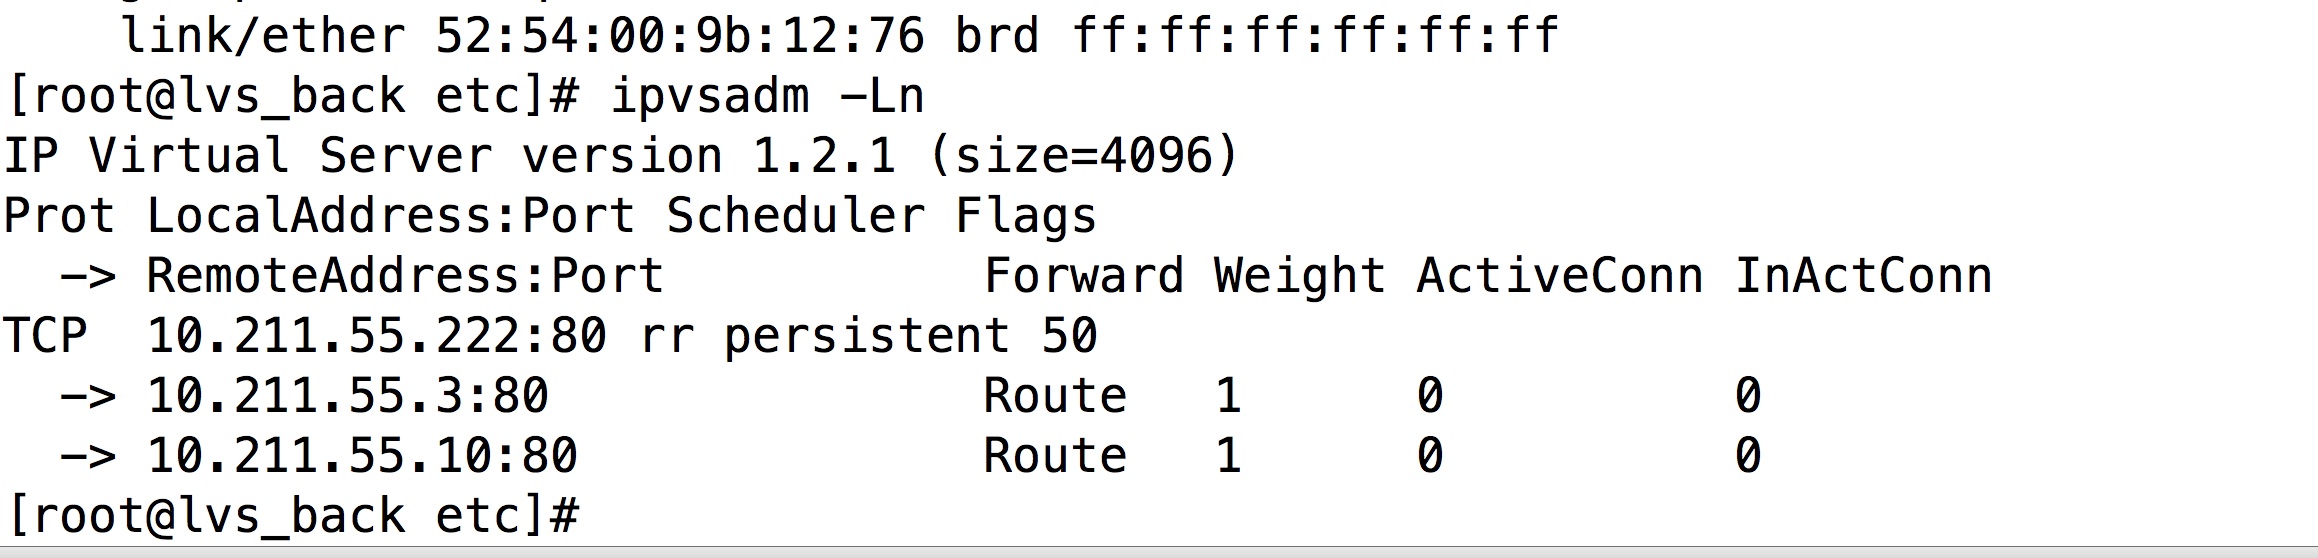 link/ether 52:54:00:9b:12:76 brd ff:ff:ff:ff:ff:ff
[root@lvs_back etc]# ipvsadm -Ln
IP Virtual Server version 1.2.1 (size=4096)
Prot LocalAddress:Port Scheduler Flags
  -> RemoteAddress:Port           Forward Weight ActiveConn InActConn
TCP  10.211.55.222:80 rr persistent 50
  -> 10.211.55.3:80               Route   1      0          0
  -> 10.211.55.10:80              Route   1      0          0
[root@lvs_back etc]#